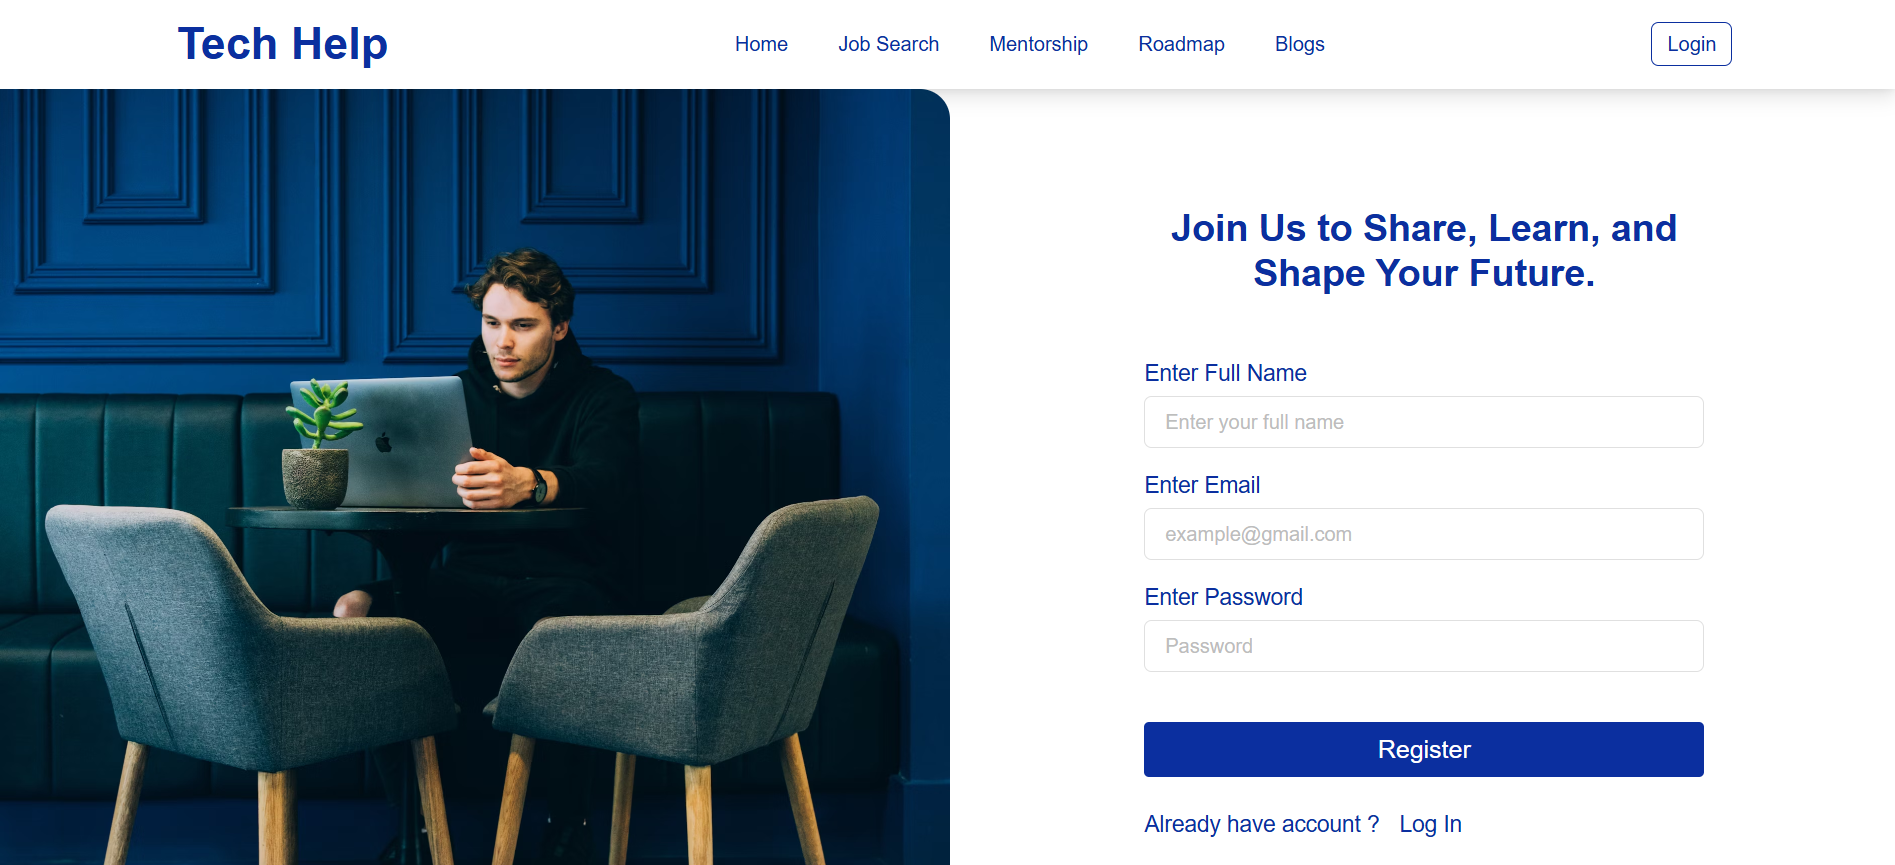 Tech Help
Home
Job Search
Mentorship
Roadmap
Blogs
Login
Join Us to Share, Learn, and
Shape Your Future.
Enter Full Name
Enter your full name
Enter Email
example@gmail.com
Enter Password
Password
Register
Already have account ? Log In